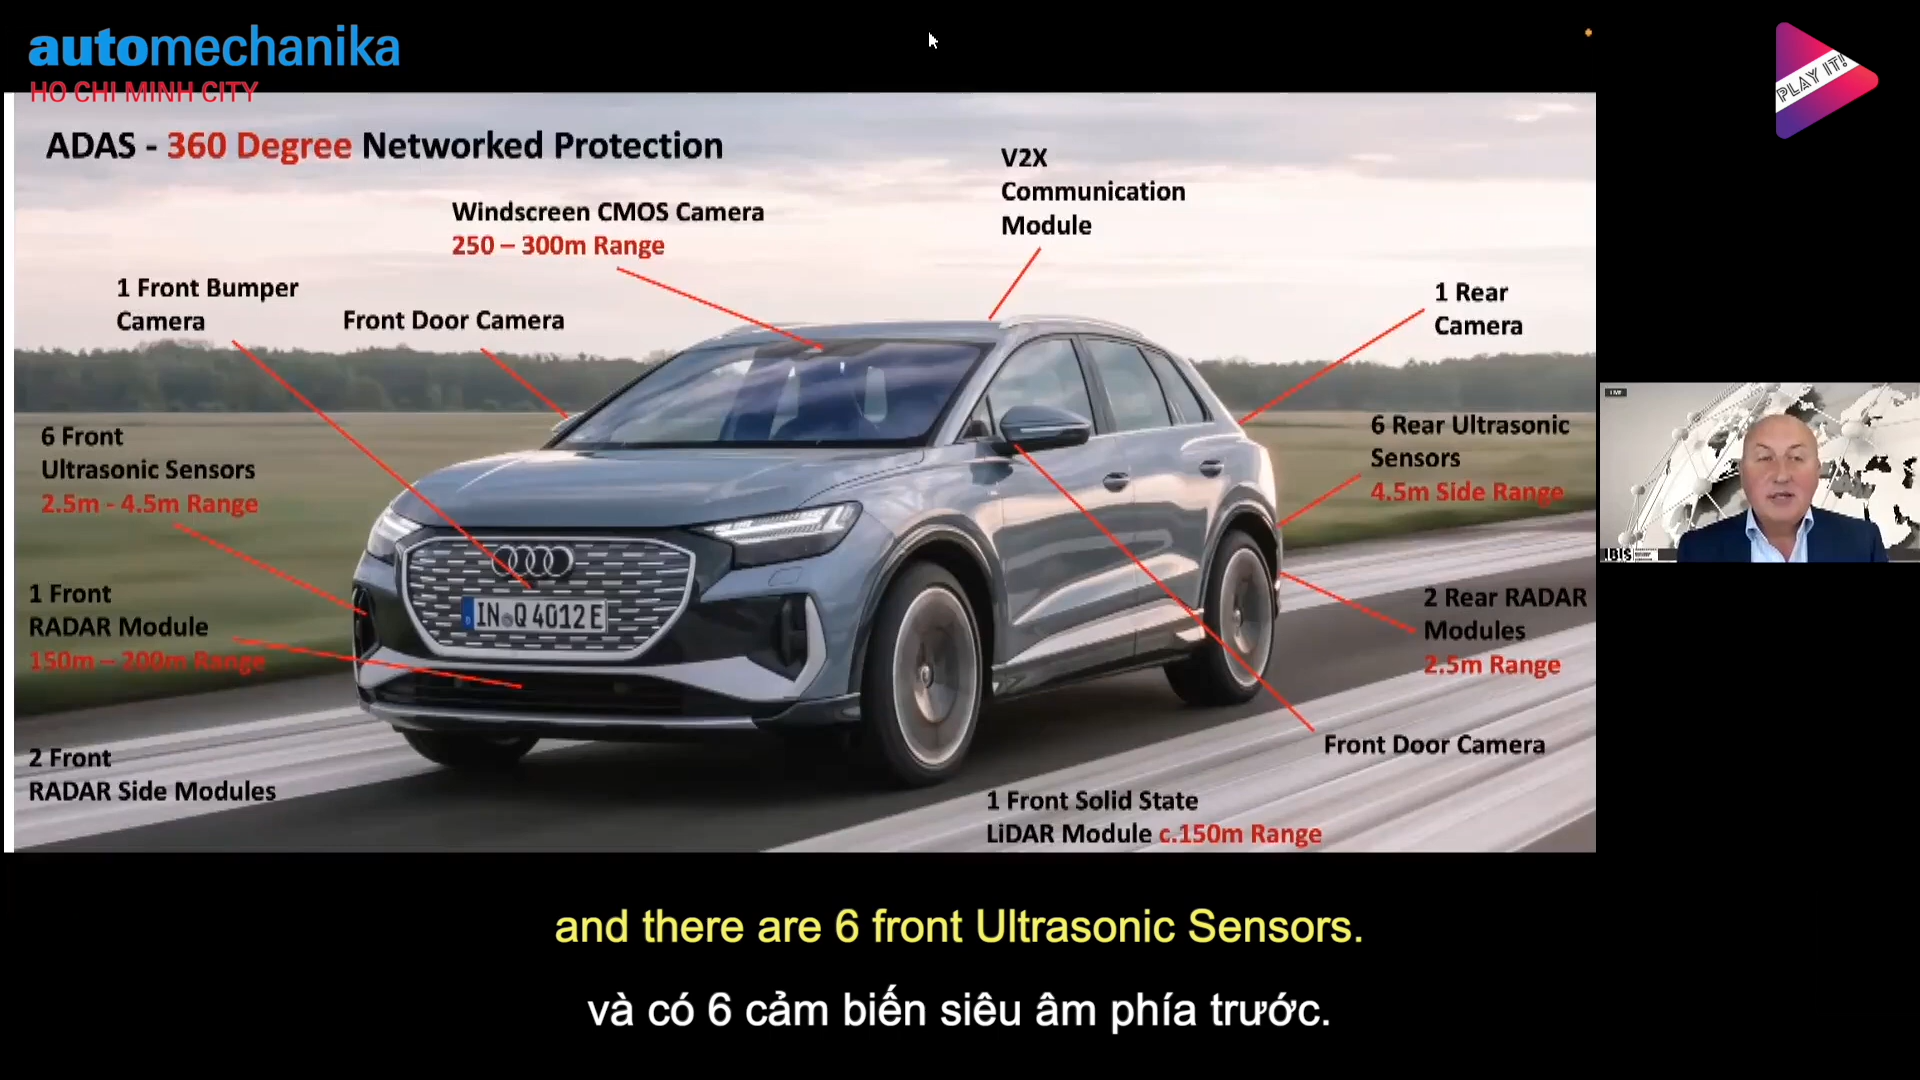 automechanika
HO CHI MINH CITY
PLAY IT!
ADAS - 360 Degree Networked Protection
V2X
Communication
Module
Windscreen CMOS Camera
250 – 300m Range
1 Front Bumper
Camera
Front Door Camera
1 Rear
Camera
6 Front
Ultrasonic Sensors
2.5m - 4.5m Range
6 Rear Ultrasonic
Sensors
4.5m Side Range
1 Front
RADAR Module
150m – 200m Range
IN Q 4012 E
2 Rear RADAR
Modules
2.5m Range
2 Front
RADAR Side Modules
Front Door Camera
1 Front Solid State
LiDAR Module c.150m Range
LIVE
IBIS
and there are 6 front Ultrasonic Sensors.
và có 6 cảm biến siêu âm phía trước.